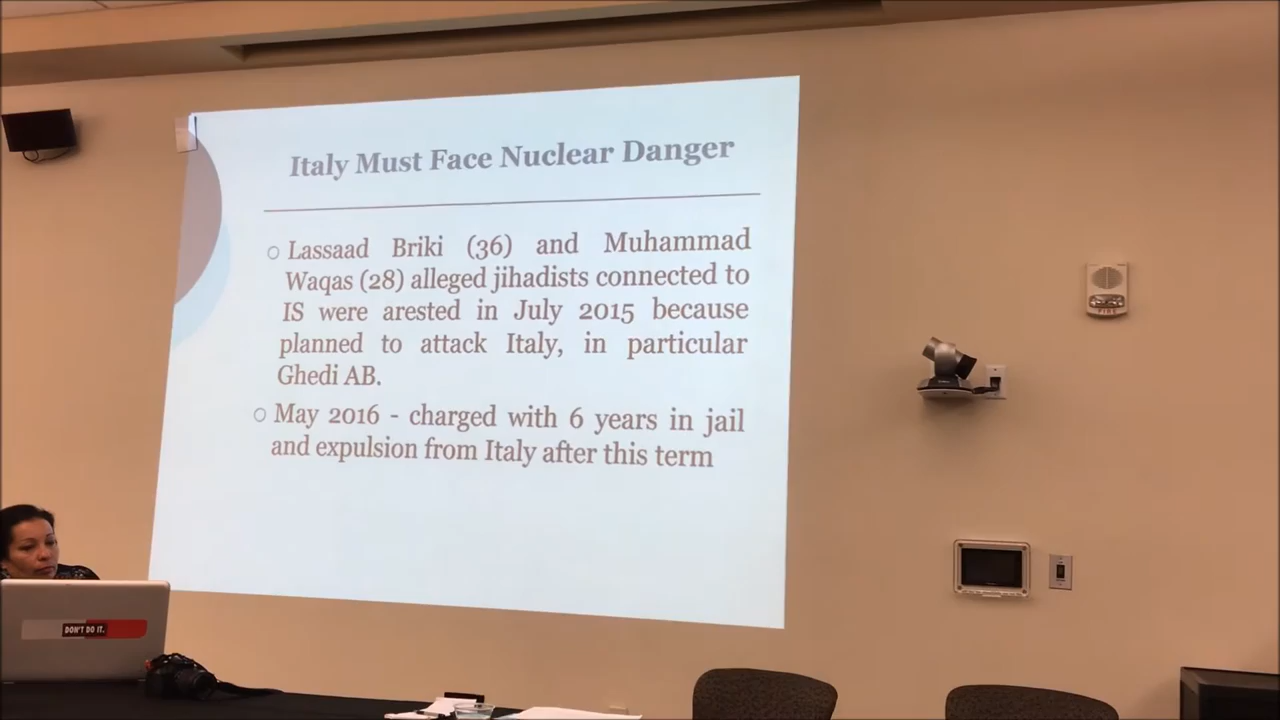 Italy Must Face Nuclear Danger
Lassaad Briki (36) and Muhammad
Waqas (28) alleged jihadists connected to
IS were arested in July 2015 because
planned to attack Italy, in particular
Ghedi AB.
May 2016 - charged with 6 years in jail
and expulsion from Italy after this term
FIRE
DON'T DO IT.